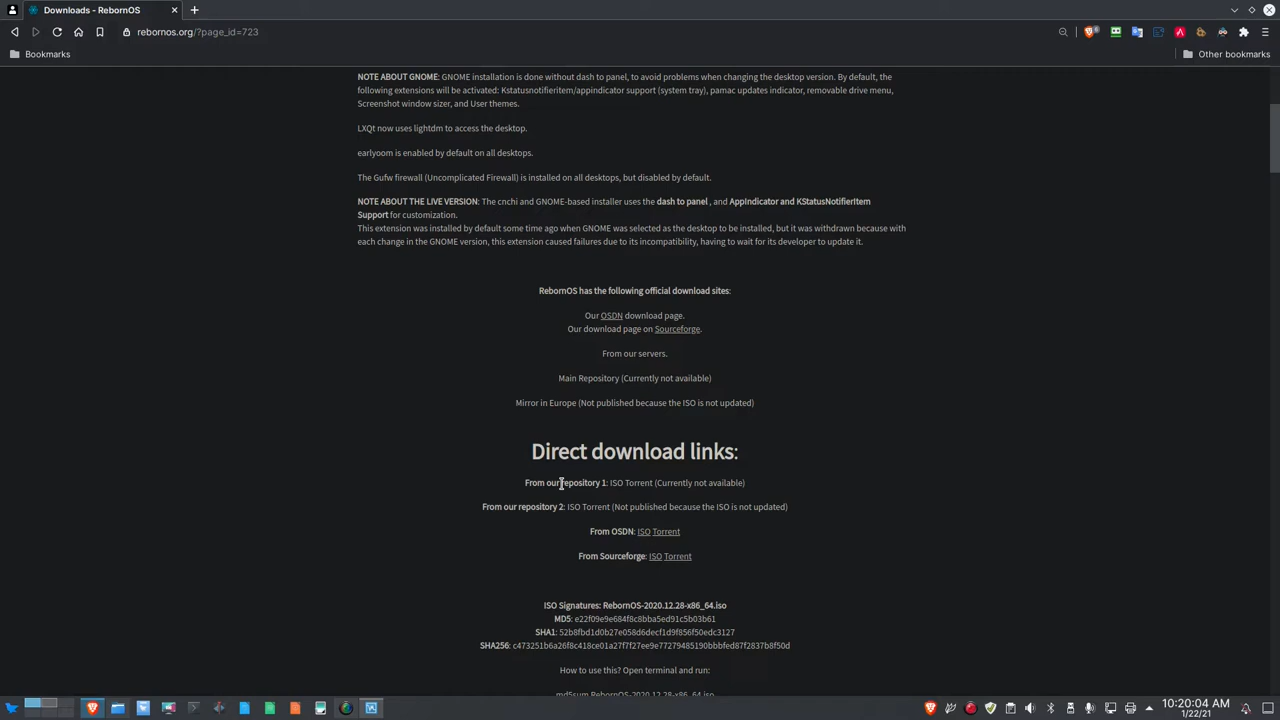 Downloads - RebornOS
rebornos.org/?page_id=723
Bookmarks
Other bookmarks
NOTE ABOUT GNOME: GNOME installation is done without dash to panel, to avoid problems when changing the desktop version. By default, the
following extensions will be activated: Kstatusnotifieritem/appindicator support (system tray), pamac updates indicator, removable drive menu,
Screenshot window sizer, and User themes.
LXQt now uses lightdm to access the desktop.
earlyoom is enabled by default on all desktops.
The Gufw firewall (Uncomplicated Firewall) is installed on all desktops, but disabled by default.
NOTE ABOUT THE LIVE VERSION: The cnchi and GNOME-based installer uses the dash to panel , and AppIndicator and KStatusNotifierItem
Support for customization.
This extension was installed by default some time ago when GNOME was selected as the desktop to be installed, but it was withdrawn because with
each change in the GNOME version, this extension caused failures due to its incompatibility, having to wait for its developer to update it.
RebornOS has the following official download sites:
Our OSDN download page.
Our download page on Sourceforge.
From our servers.
Main Repository (Currently not available)
Mirror in Europe (Not published because the ISO is not updated)
Direct download links:
From our repository 1: ISO Torrent (Currently not available)
From our repository 2: ISO Torrent (Not published because the ISO is not updated)
From OSDN: ISO Torrent
From Sourceforge: ISO Torrent
ISO Signatures: RebornOS-2020.12.28-x86_64.iso
MD5: e22f09e9e684f8c8bba5ed91c5b03b61
SHA1: 52b8fbd1d0b27e058d6decf1d9f856f50edc3127
SHA256: c473251b6a26f8c418ce01a27f7f27ee9e77279485190bbbfed87f2837b8f50d
How to use this? Open terminal and run:
md5sum RebornOS-2020.12.28-x86_64.iso
10:20:04 AM
1/22/21